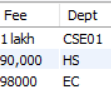 Fee Dept
1 lakh CSE01
90,000 HS
98000 EC